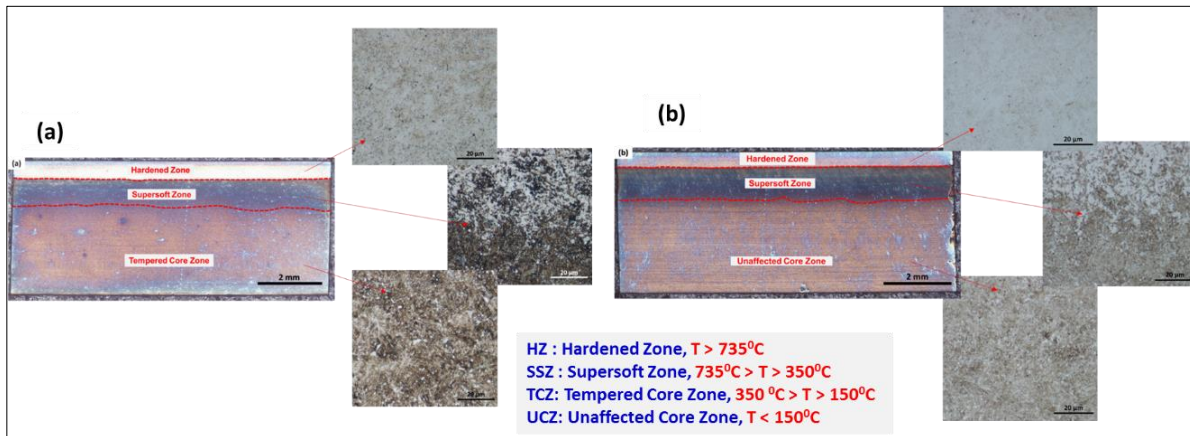 (a)
(a)
Hardened Zone
Supersoft Zone
Tempered Core Zone
2 mm
20 µm
20 µm
20 µm
(b)
(b)
Hardened Zone
Supersoft Zone
Unaffected Core Zone
2 mm
20 µm
20 µm
20 µm
HZ : Hardened Zone, T > 735⁰C
SSZ : Supersoft Zone, 735⁰C > T > 350⁰C
TCZ: Tempered Core Zone, 350 ⁰C > T > 150⁰C
UCZ: Unaffected Core Zone, T < 150⁰C